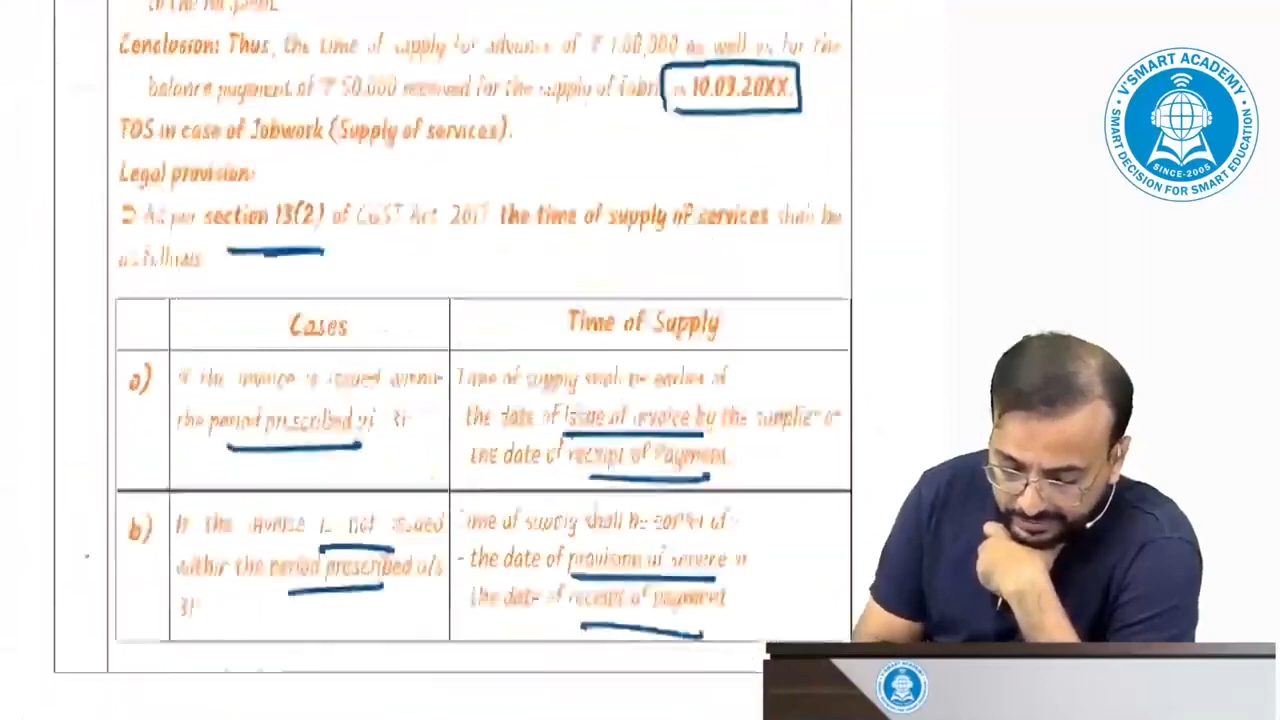 Conclusion: Thus, the time of supply for advance of ₹ 1,00,000 as well as for the
balance payment of ₹ 50,000 received for the supply of fabric is 10.03.20XX.
TOS in case of Jobwork (Supply of services).
Legal provision:
⊃ As per section 13(2) of CGST Act, 2017 the time of supply of services shall be
as follows
Cases
Time of Supply
a)
If the invoice is issued within
the period prescribed u/s 31
Time of supply shall be earlier of
the date of issue of invoice by the supplier or
the date of receipt of Payment.
b)
If the invoice is not issued
within the period prescribed u/s
31
Time of supply shall be earlier of
- the date of provision of service or
the date of receipt of payment
V'SMART ACADEMY
SINCE-2005
SMART DECISION FOR SMART EDUCATION